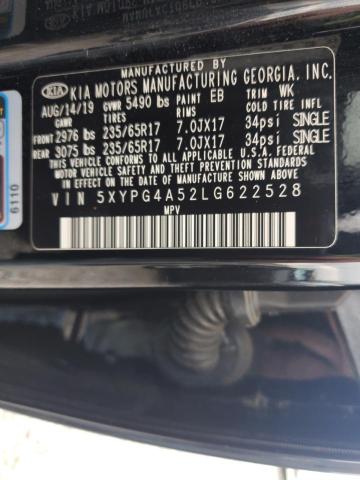 MANUFACTURED BY
KIA KIA MOTORS MANUFACTURING GEORGIA, INC.
AUG/14/19 GVWR 5490 lbs PAINT EB TRIM WK
GAWR TIRES RIMS COLD TIRE INFL
FRONT 2976 lbs 235/65R17 7.0JX17 34psi SINGLE
REAR 3075 lbs 235/65R17 7.0JX17 34psi SINGLE
THIS VEHICLE CONFORMS TO ALL APPLICABLE U.S. FEDERAL MOTOR
VEHICLE SAFETY, BUMPER, AND THEFT PREVENTION STANDARDS
IN EFFECT ON THE DATE OF MANUFACTURE SHOWN ABOVE.
VIN 5XYPG4A52LG622528
MPV
6110